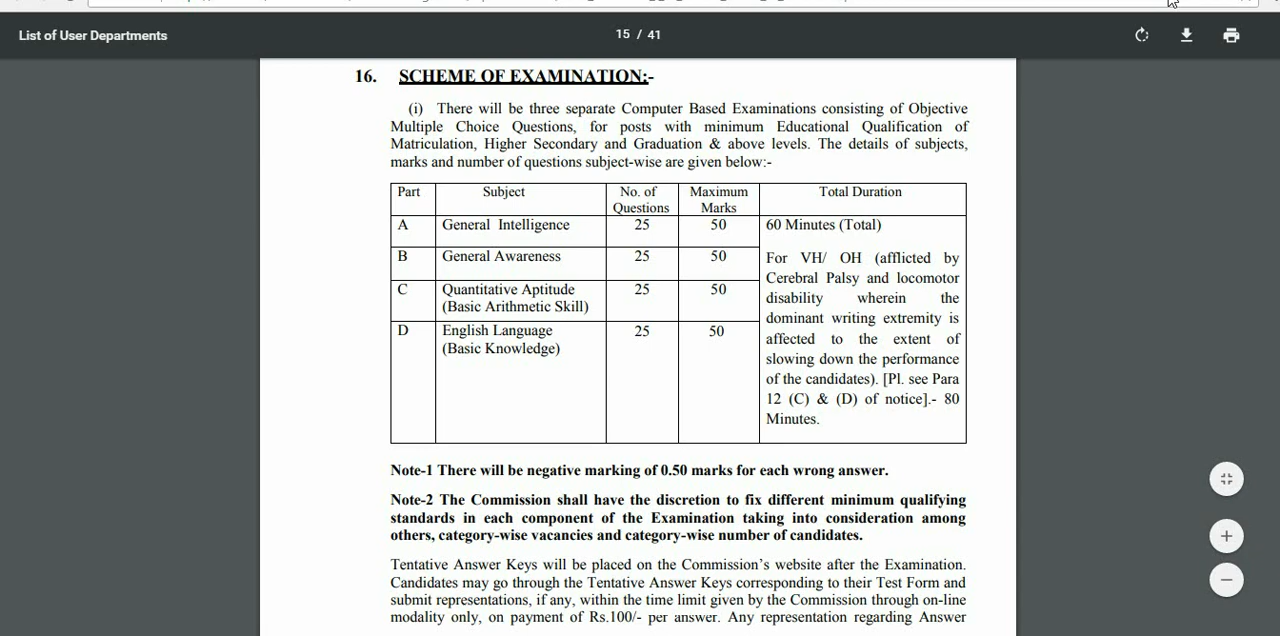 List of User Departments
15 / 41
16. SCHEME OF EXAMINATION:-
(i) There will be three separate Computer Based Examinations consisting of Objective
Multiple Choice Questions, for posts with minimum Educational Qualification of
Matriculation, Higher Secondary and Graduation & above levels. The details of subjects,
marks and number of questions subject-wise are given below:-
Part Subject No. of Questions Maximum Marks Total Duration
A General Intelligence 25 50 60 Minutes (Total)
B General Awareness 25 50
C Quantitative Aptitude (Basic Arithmetic Skill) 25 50
D English Language (Basic Knowledge) 25 50
For VH/ OH (afflicted by
Cerebral Palsy and locomotor
disability wherein the
dominant writing extremity is
affected to the extent of
slowing down the performance
of the candidates). [Pl. see Para
12 (C) & (D) of notice].- 80
Minutes.
Note-1 There will be negative marking of 0.50 marks for each wrong answer.
Note-2 The Commission shall have the discretion to fix different minimum qualifying
standards in each component of the Examination taking into consideration among
others, category-wise vacancies and category-wise number of candidates.
Tentative Answer Keys will be placed on the Commission's website after the Examination.
Candidates may go through the Tentative Answer Keys corresponding to their Test Form and
submit representations, if any, within the time limit given by the Commission through on-line
modality only, on payment of Rs.100/- per answer. Any representation regarding Answer